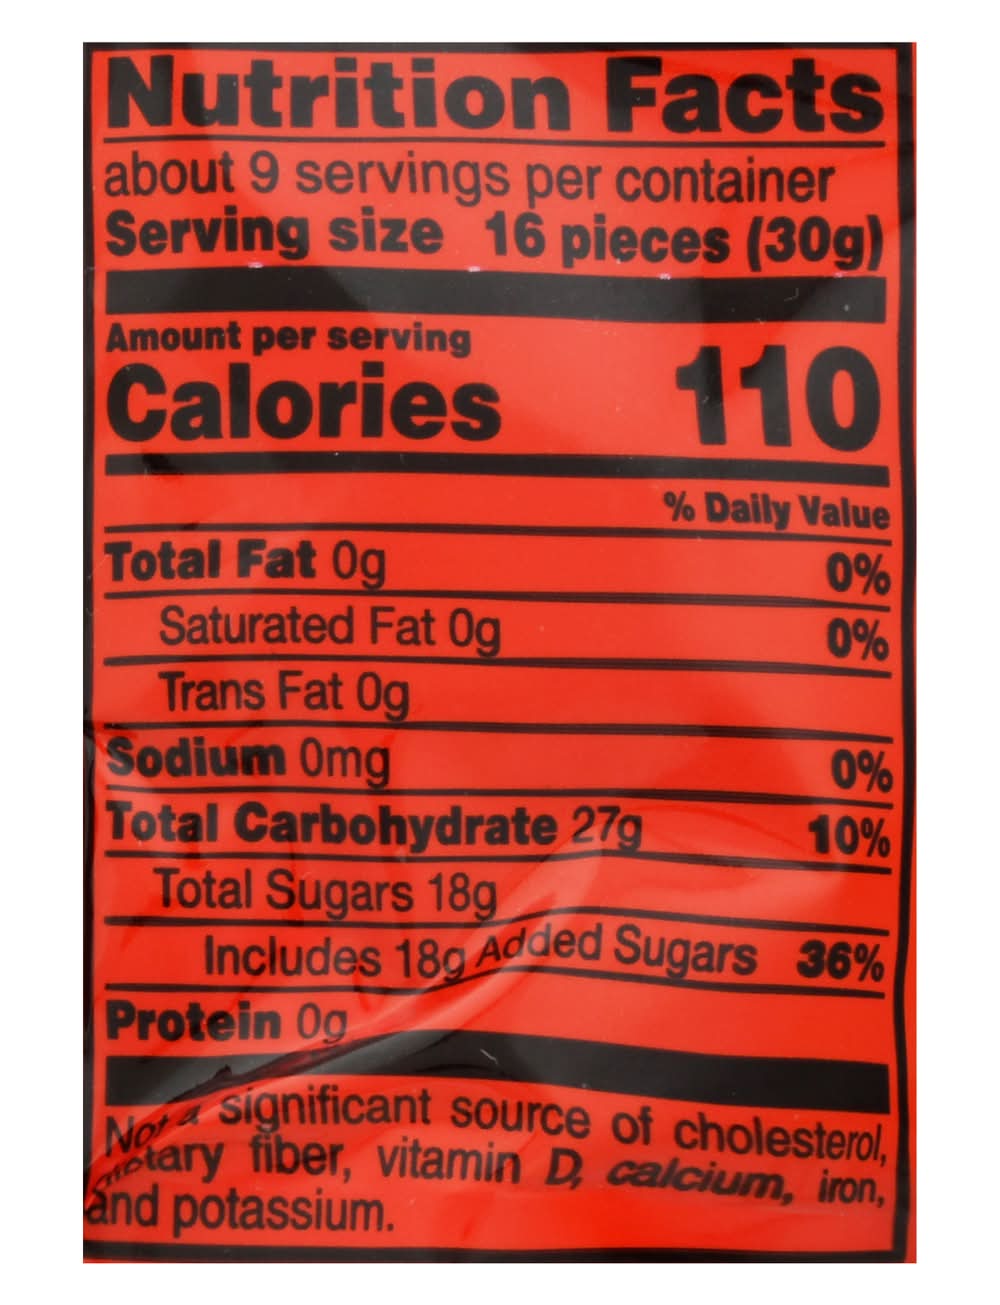 Nutrition Facts
about 9 servings per container
Serving size 16 pieces (30g)
Amount per serving
Calories 110
% Daily Value
Total Fat 0g 0%
Saturated Fat 0g 0%
Trans Fat 0g
Sodium 0mg 0%
Total Carbohydrate 27g 10%
Total Sugars 18g
Includes 18g Added Sugars 36%
Protein 0g
Not a significant source of cholesterol,
dietary fiber, vitamin D, calcium, iron,
and potassium.